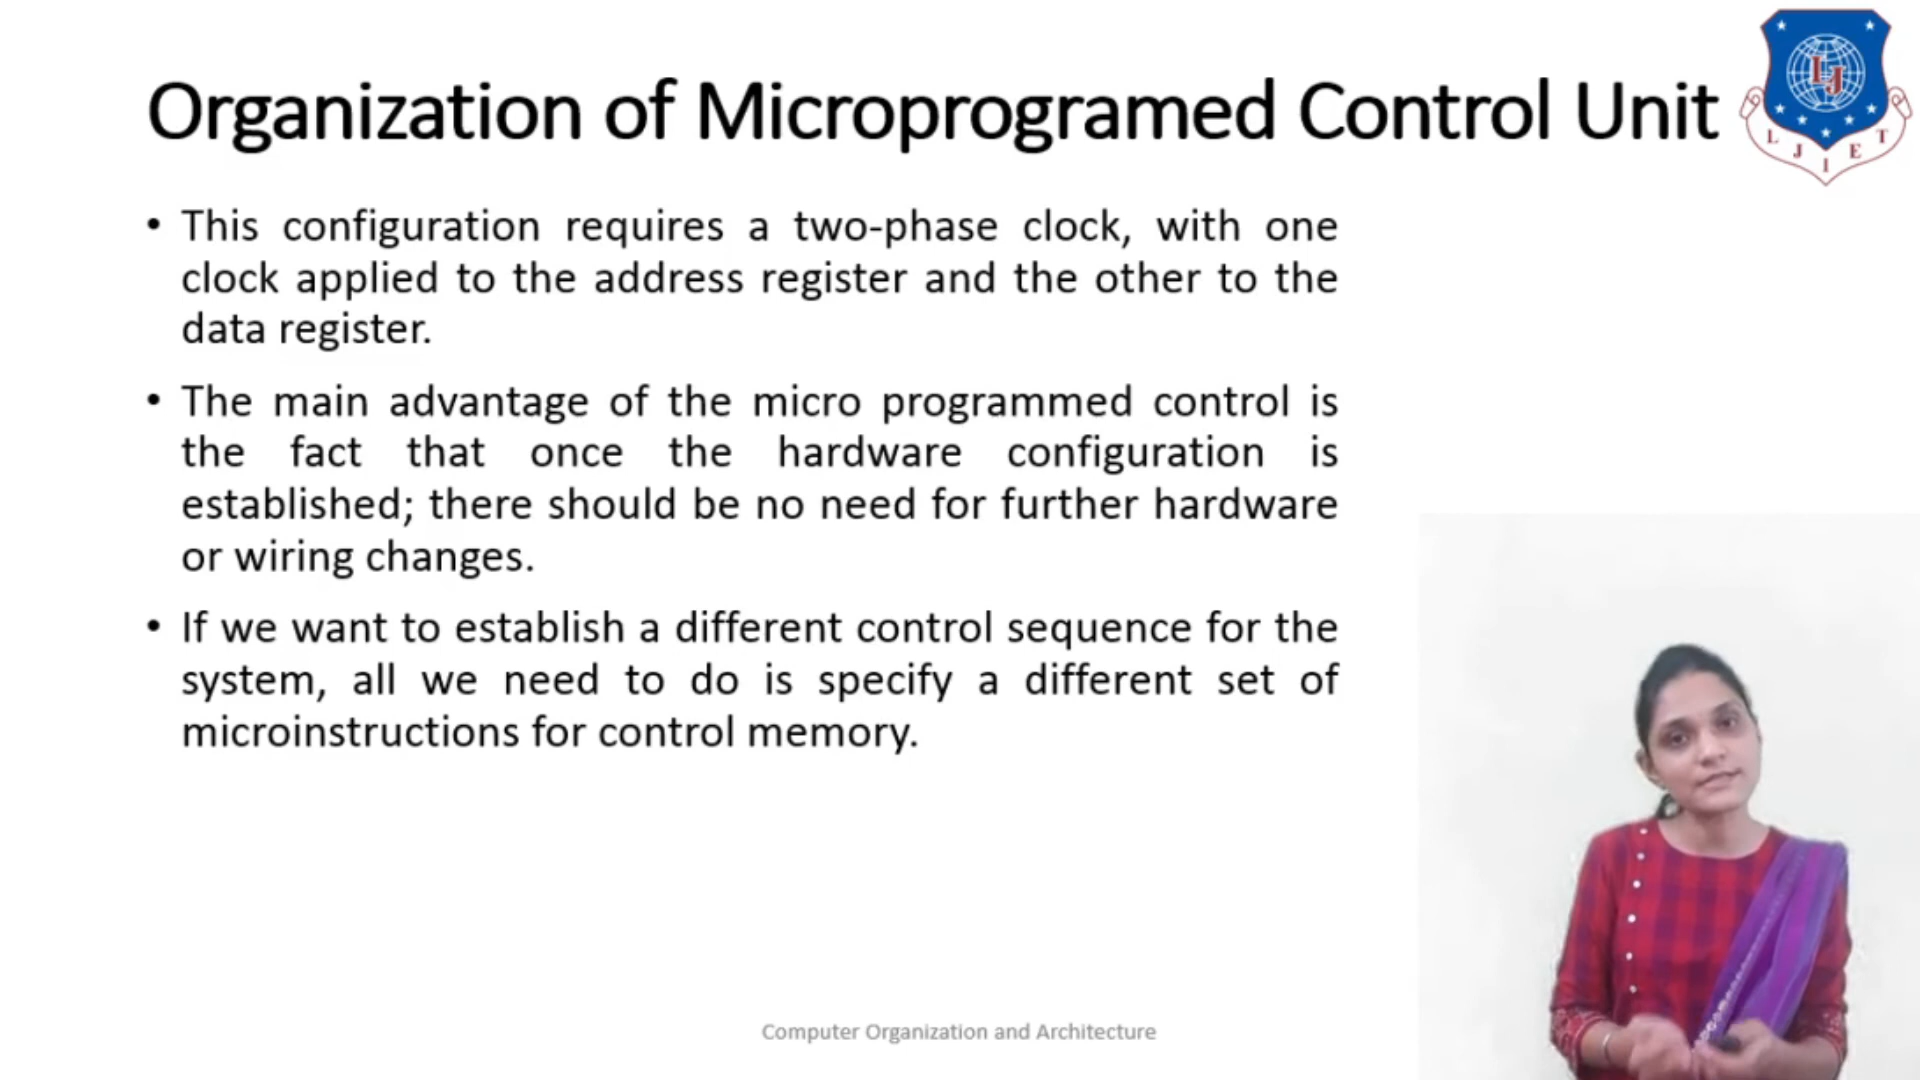 Organization of Microprogramed Control Unit
LJ
L J I E T
• This configuration requires a two-phase clock, with one
clock applied to the address register and the other to the
data register.
• The main advantage of the micro programmed control is
the fact that once the hardware configuration is
established; there should be no need for further hardware
or wiring changes.
• If we want to establish a different control sequence for the
system, all we need to do is specify a different set of
microinstructions for control memory.
Computer Organization and Architecture